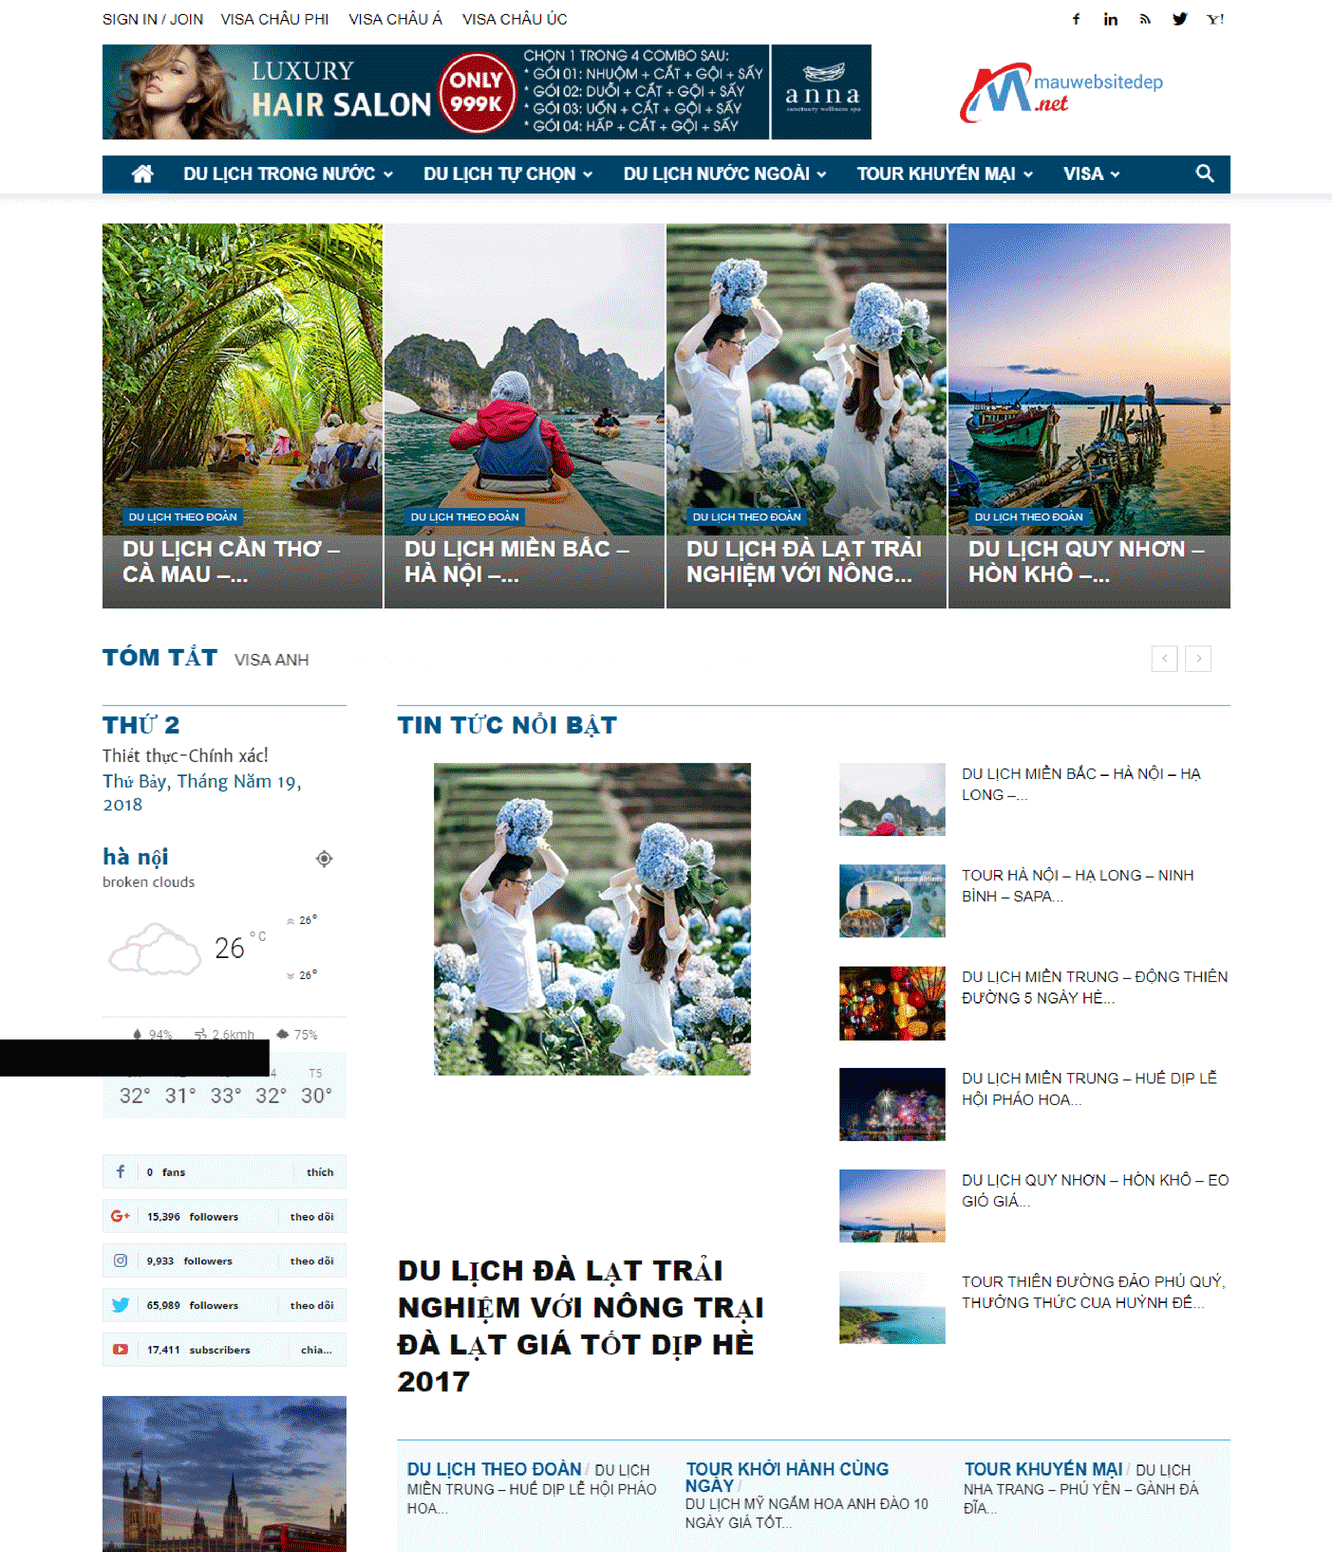 SIGN IN / JOIN VISA CHÂU PHI VISA CHÂU Á VISA CHÂU ÚC
LUXURY
HAIR SALON
ONLY
999K
CHỌN 1 TRONG 4 COMBO SAU:
* GÓI 01: NHUỘM + CẮT + GỘI + SẤY
* GÓI 02: DUỖI + CẮT + GỘI + SẤY
* GÓI 03: UỐN + CẮT + GỘI + SẤY
* GÓI 04: HẤP + CẮT + GỘI + SẤY
anna
sanctuary wellness spa
mauwebsitedep
.net
DU LỊCH TRONG NƯỚC DU LỊCH TỰ CHỌN DU LỊCH NƯỚC NGOÀI TOUR KHUYẾN MẠI VISA
DU LỊCH THEO ĐOÀN
DU LỊCH CẦN THƠ –
CÀ MAU –...
DU LỊCH THEO ĐOÀN
DU LỊCH MIỀN BẮC –
HÀ NỘI –...
DU LỊCH THEO ĐOÀN
DU LỊCH ĐÀ LẠT TRẢI
NGHIỆM VỚI NÔNG...
DU LỊCH THEO ĐOÀN
DU LỊCH QUY NHƠN –
HÒN KHÔ –...
TÓM TẮT VISA ANH
THỨ 2
Thiết thực-Chính xác!
Thứ Bảy, Tháng Năm 19,
2018
hà nội
broken clouds
26 °C
26°
26°
94% 2.6kmh 75%
T5
32° 31° 33° 32° 30°
0 fans thích
15,396 followers theo dõi
9,933 followers theo dõi
65,989 followers theo dõi
17,411 subscribers chia...
TIN TỨC NỔI BẬT
DU LỊCH ĐÀ LẠT TRẢI
NGHIỆM VỚI NÔNG TRẠI
ĐÀ LẠT GIÁ TỐT DỊP HÈ
2017
DU LỊCH MIỀN BẮC – HÀ NỘI – HẠ
LONG –...
Vietnam Airlines
TOUR HÀ NỘI – HẠ LONG – NINH
BÌNH – SAPA...
DU LỊCH MIỀN TRUNG – ĐỘNG THIÊN
ĐƯỜNG 5 NGÀY HÈ...
DU LỊCH MIỀN TRUNG – HUẾ DỊP LỄ
HỘI PHÁO HOA...
DU LỊCH QUY NHƠN – HÒN KHÔ – EO
GIÓ GIÁ...
TOUR THIÊN ĐƯỜNG ĐẢO PHÚ QUÝ,
THƯỞNG THỨC CUA HUỲNH ĐẾ...
DU LỊCH THEO ĐOÀN / DU LỊCH
MIỀN TRUNG – HUẾ DỊP LỄ HỘI PHÁO
HOA...
TOUR KHỞI HÀNH CÙNG
NGÀY /
DU LỊCH MỸ NGẮM HOA ANH ĐÀO 10
NGÀY GIÁ TỐT...
TOUR KHUYẾN MẠI / DU LỊCH
NHA TRANG – PHÚ YÊN – GÀNH ĐÁ
ĐĨA...